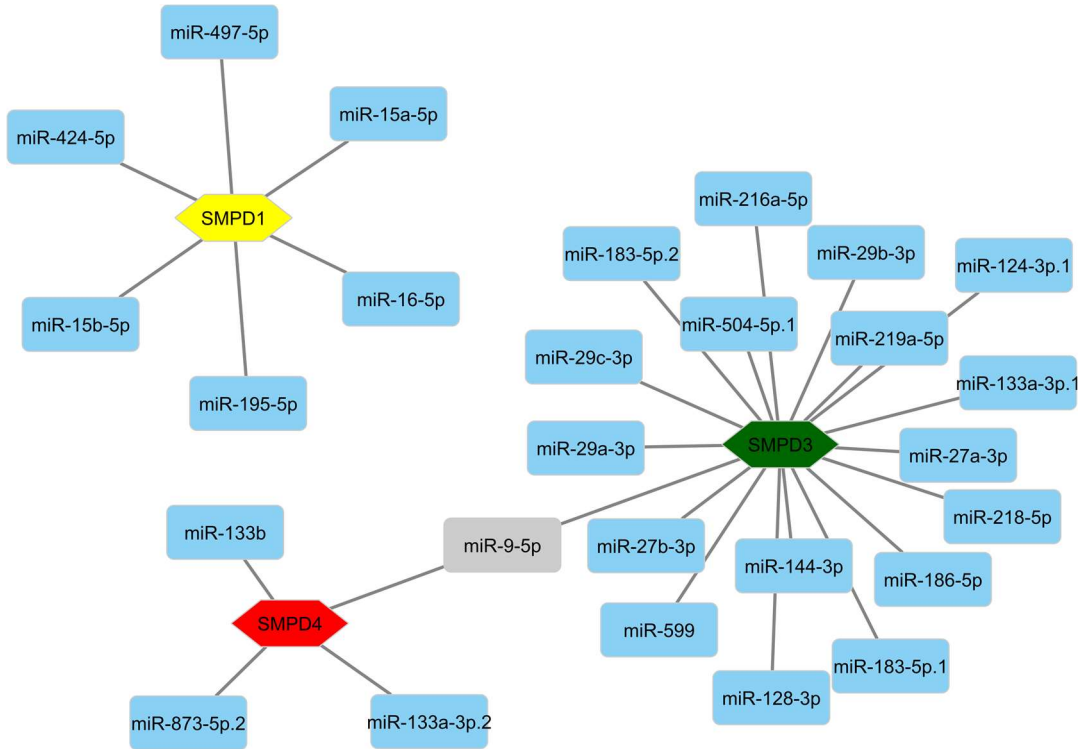 miR-497-5p
miR-15a-5p
miR-424-5p
SMPD1
miR-16-5p
miR-15b-5p
miR-195-5p
miR-216a-5p
miR-183-5p.2
miR-29b-3p
miR-124-3p.1
miR-504-5p.1
miR-219a-5p
miR-29c-3p
miR-133a-3p.1
SMPD3
miR-29a-3p
miR-27a-3p
miR-218-5p
miR-9-5p
miR-27b-3p
miR-144-3p
miR-186-5p
miR-599
miR-183-5p.1
miR-128-3p
miR-133b
SMPD4
miR-873-5p.2
miR-133a-3p.2